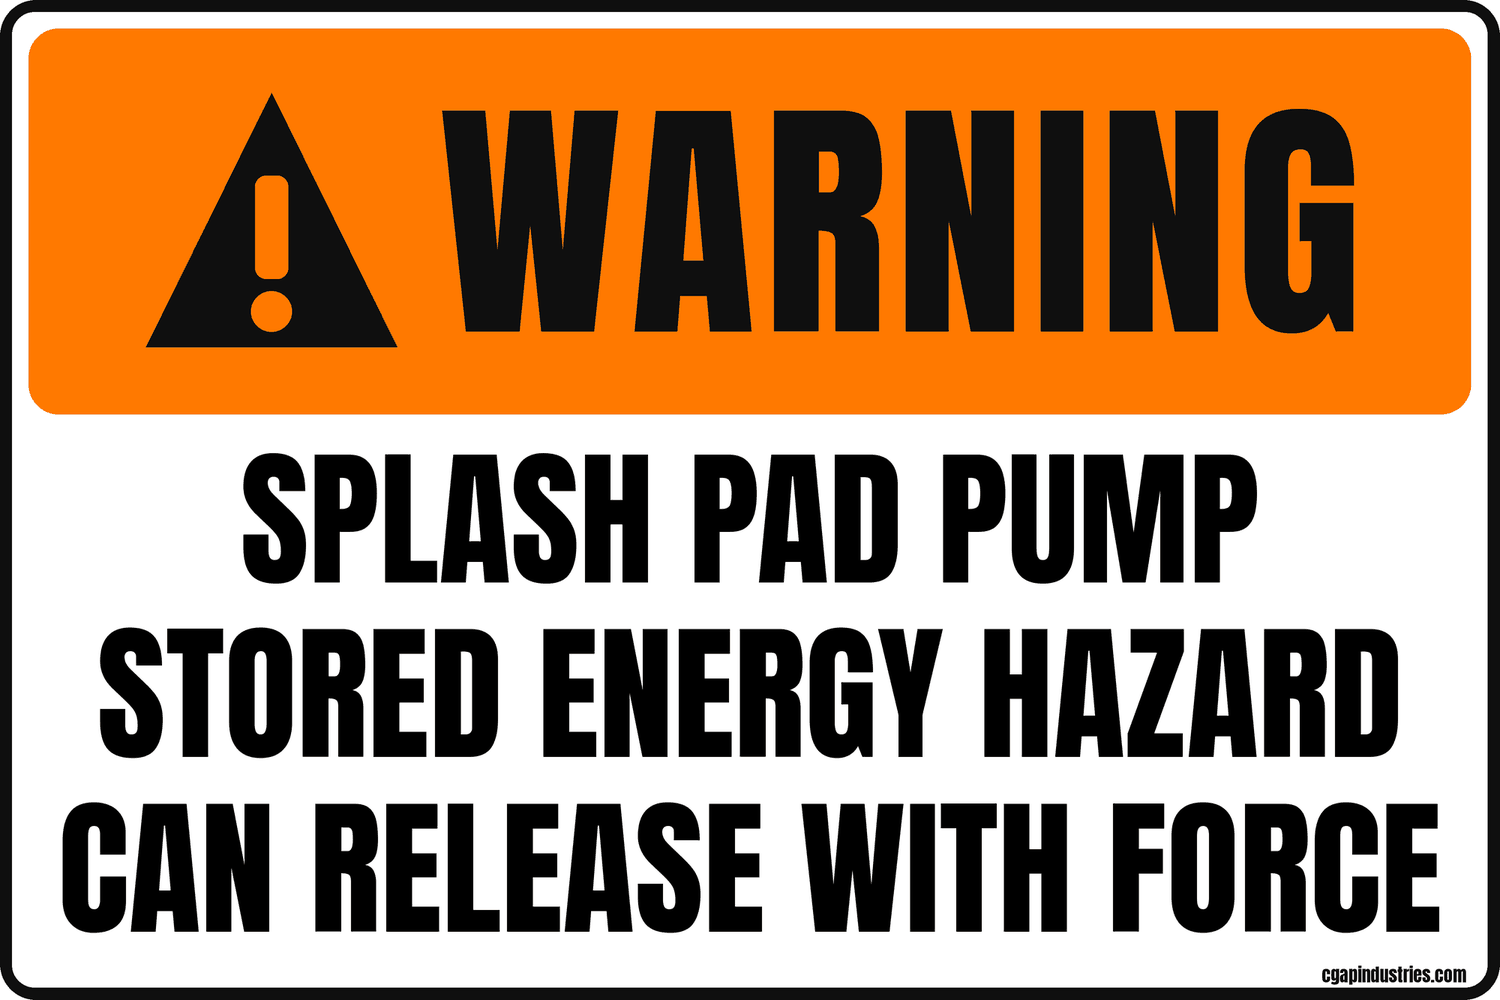 WARNING
SPLASH PAD PUMP
STORED ENERGY HAZARD
CAN RELEASE WITH FORCE
cgapindustries.com